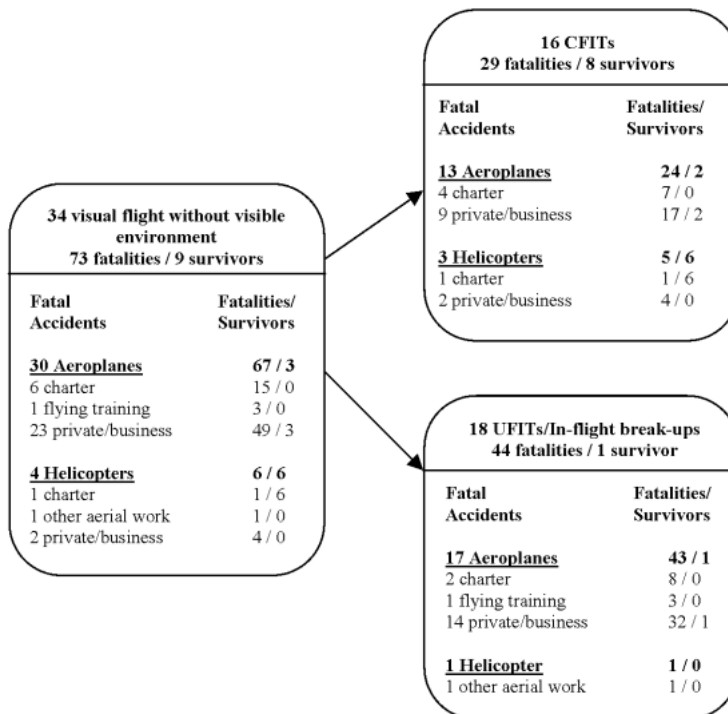 34 visual flight without visible
environment
73 fatalities / 9 survivors
Fatal Fatalities/
Accidents Survivors
30 Aeroplanes 67 / 3
6 charter 15 / 0
1 flying training 3 / 0
23 private/business 49 / 3
4 Helicopters 6 / 6
1 charter 1 / 6
1 other aerial work 1 / 0
2 private/business 4 / 0
16 CFITs
29 fatalities / 8 survivors
Fatal Fatalities/
Accidents Survivors
13 Aeroplanes 24 / 2
4 charter 7 / 0
9 private/business 17 / 2
3 Helicopters 5 / 6
1 charter 1 / 6
2 private/business 4 / 0
18 UFITs/In-flight break-ups
44 fatalities / 1 survivor
Fatal Fatalities/
Accidents Survivors
17 Aeroplanes 43 / 1
2 charter 8 / 0
1 flying training 3 / 0
14 private/business 32 / 1
1 Helicopter 1 / 0
1 other aerial work 1 / 0